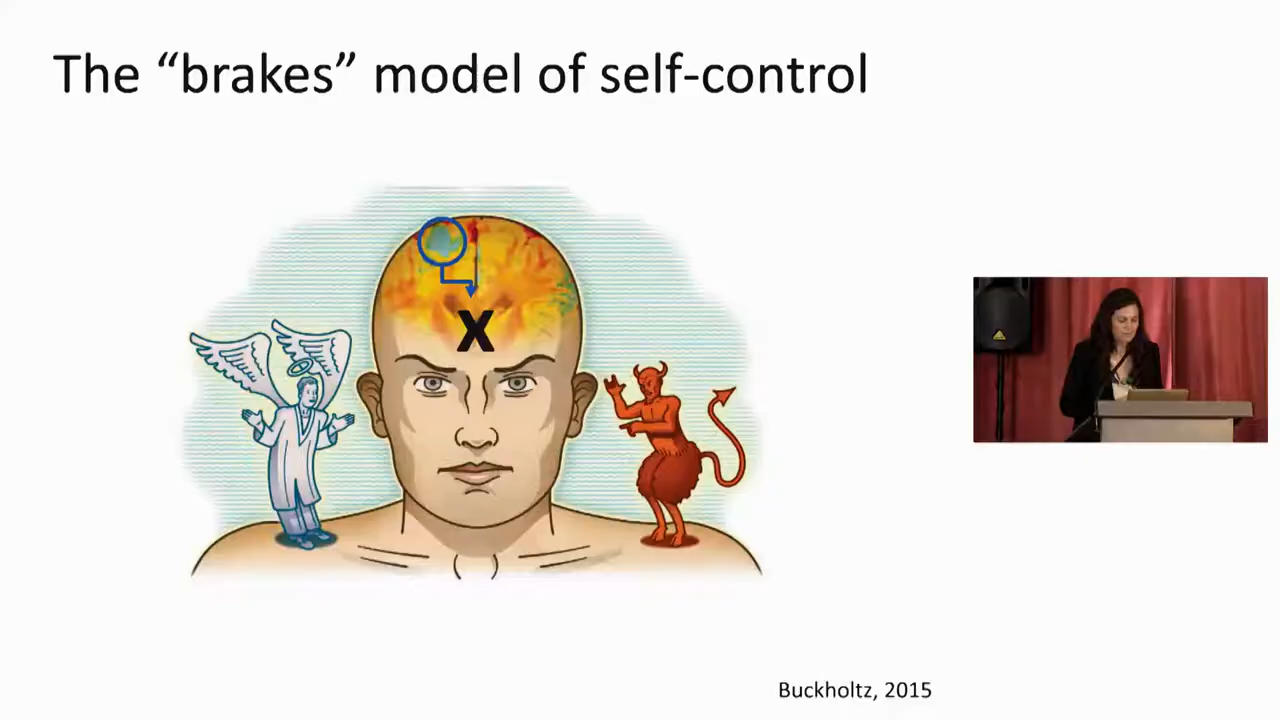 The “brakes” model of self-control
X
Buckholtz, 2015